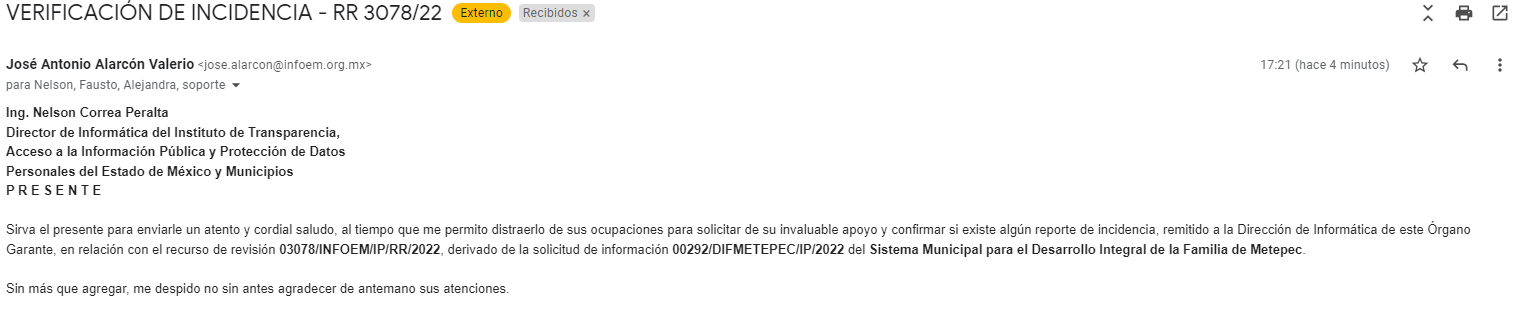 VERIFICACIÓN DE INCIDENCIA - RR 3078/22 Externo Recibidos ×
José Antonio Alarcón Valerio <jose.alarcon@infoem.org.mx> 17:21 (hace 4 minutos)
para Nelson, Fausto, Alejandra, soporte
Ing. Nelson Correa Peralta
Director de Informática del Instituto de Transparencia,
Acceso a la Información Pública y Protección de Datos
Personales del Estado de México y Municipios
P R E S E N T E
Sirva el presente para enviarle un atento y cordial saludo, al tiempo que me permito distraerlo de sus ocupaciones para solicitar de su invaluable apoyo y confirmar si existe algún reporte de incidencia, remitido a la Dirección de Informática de este Órgano
Garante, en relación con el recurso de revisión 03078/INFOEM/IP/RR/2022, derivado de la solicitud de información 00292/DIFMETEPEC/IP/2022 del Sistema Municipal para el Desarrollo Integral de la Familia de Metepec.
Sin más que agregar, me despido no sin antes agradecer de antemano sus atenciones.